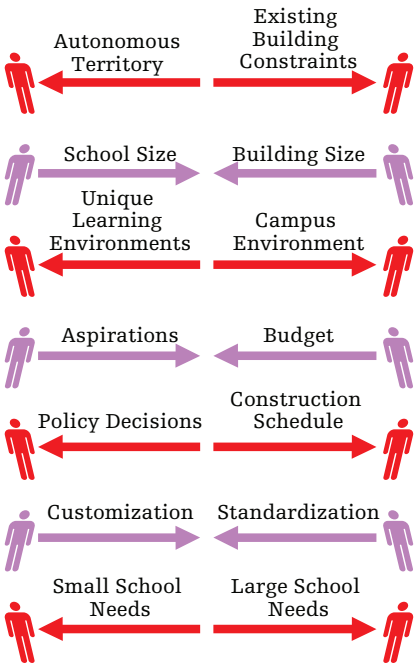 Autonomous
Territory
Existing
Building
Constraints
School Size
Building Size
Unique
Learning
Environments
Campus
Environment
Aspirations
Budget
Policy Decisions
Construction
Schedule
Customization
Standardization
Small School
Needs
Large School
Needs